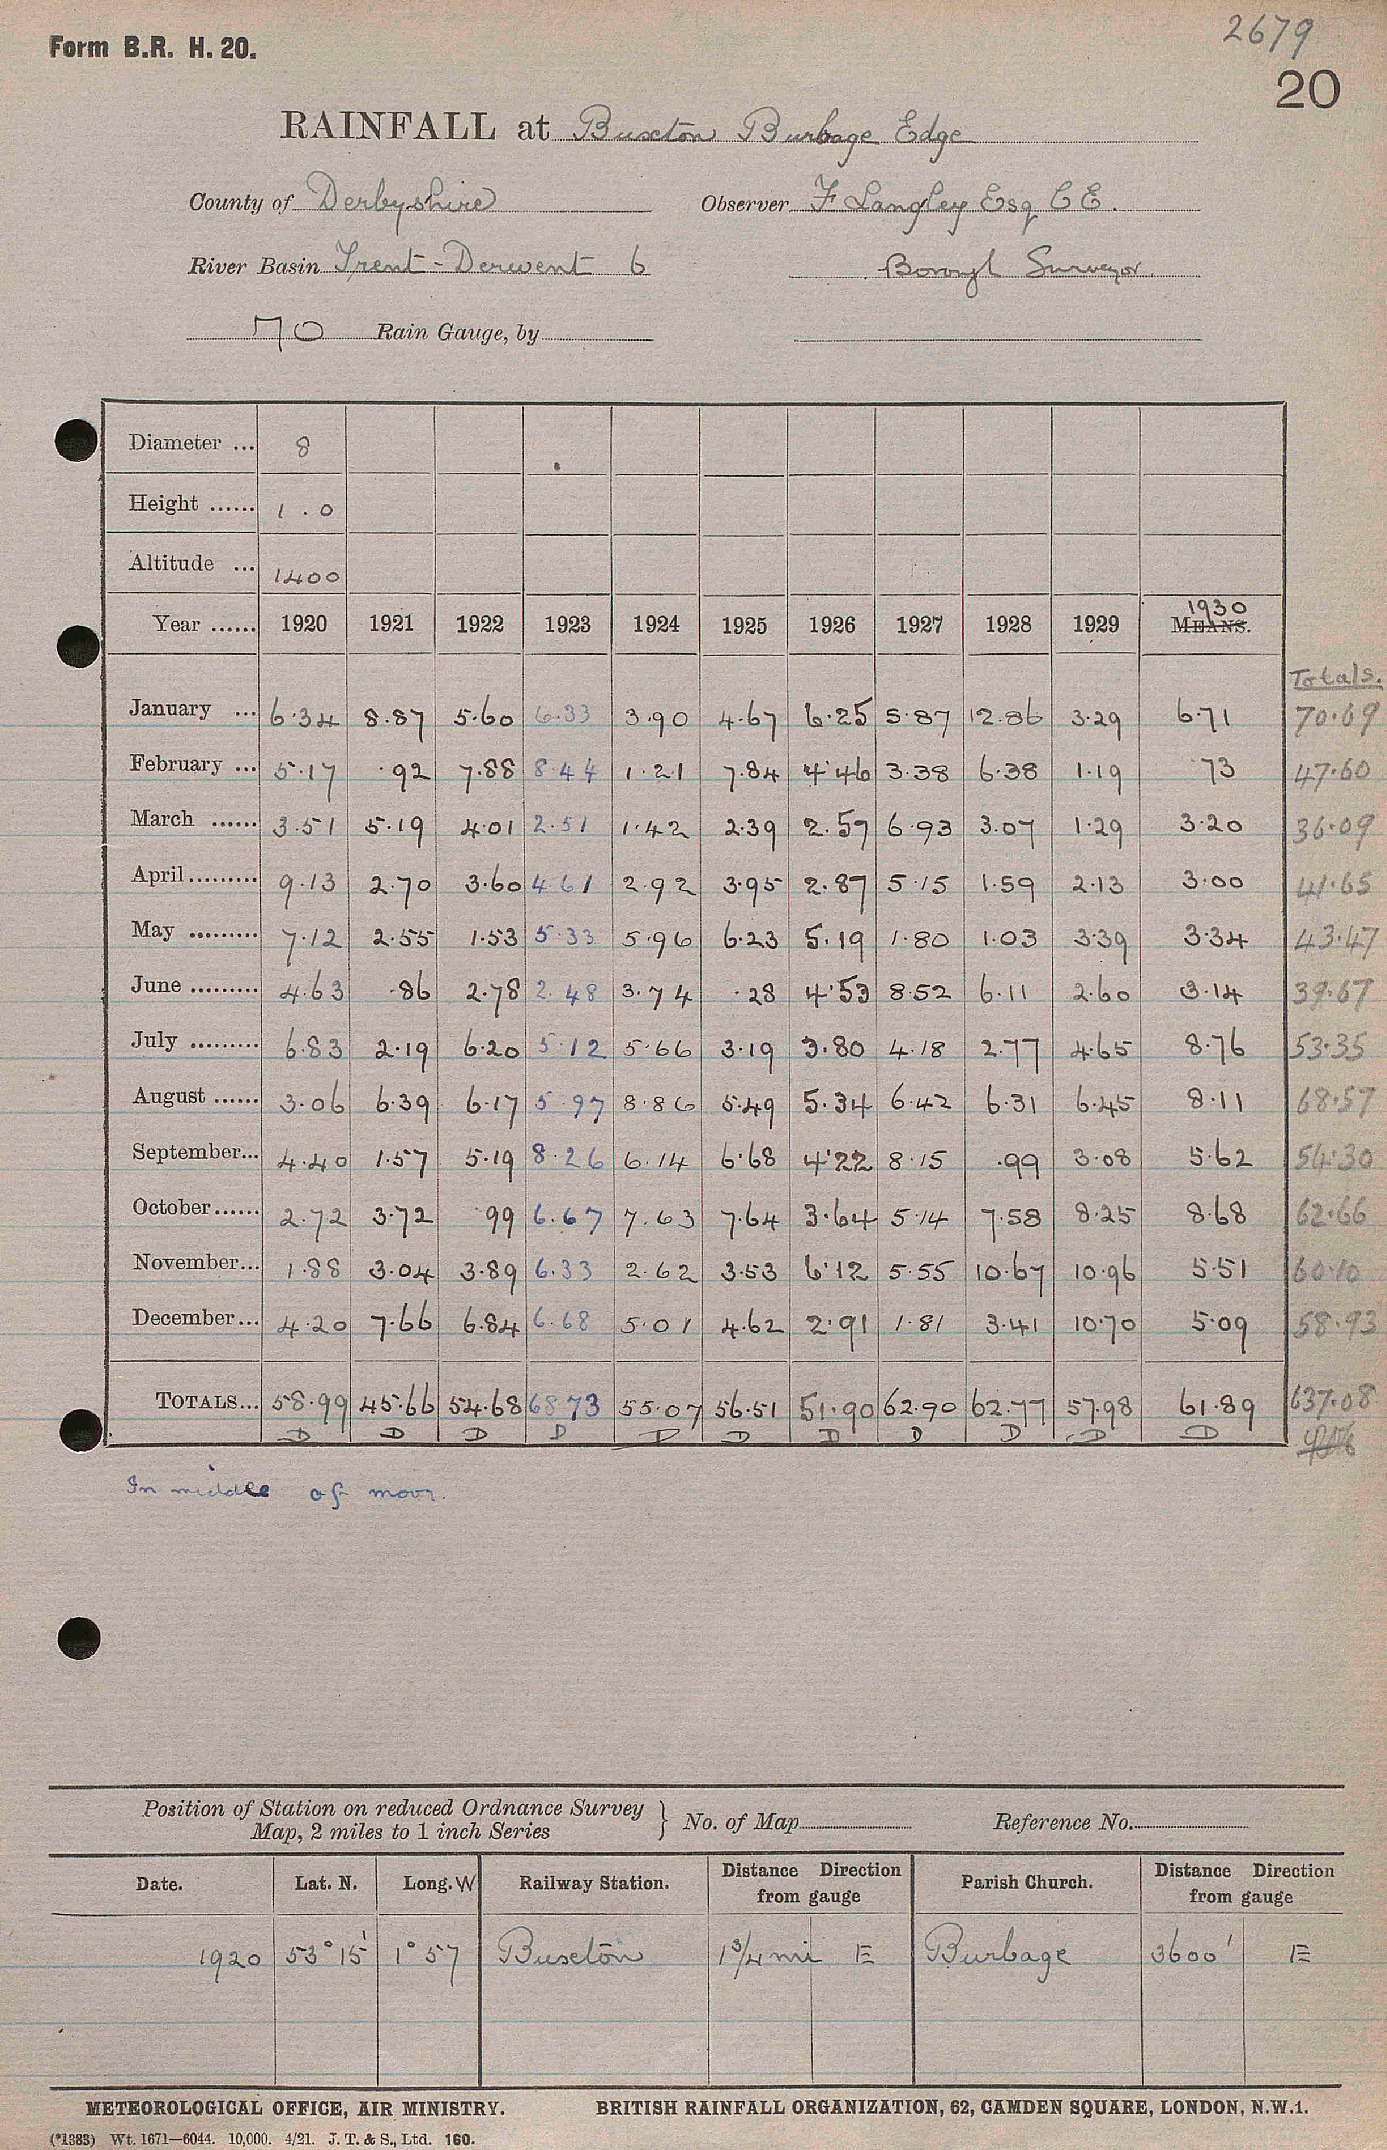 2679
Form B.R. H. 20.
20
RAINFALL at Buxton Burbage Edge
County of Derbyshire Observer F Langley Esq C E.
River Basin Trent - Derwent 6 Borough Surveyor.
MO Rain Gauge, by
Diameter ... 8
Height ...... 1.0
Altitude ... 1400
Year ...... 1920 1921 1922 1923 1924 1925 1926 1927 1928 1929 1930 MEANS.
Totals.
January ... 6.34 8.87 5.60 6.33 3.90 4.67 6.25 5.87 12.86 3.29 6.71 70.69
February ... 5.17 .92 7.88 8.44 1.21 7.84 4.46 3.38 6.38 1.19 .73 47.60
March ...... 3.51 5.19 4.01 2.51 1.42 2.39 2.57 6.93 3.07 1.29 3.20 36.09
April ......... 9.13 2.70 3.60 4.61 2.92 3.95 2.87 5.15 1.59 2.13 3.00 41.65
May ......... 7.12 2.55 1.53 5.33 5.96 6.23 5.19 1.80 1.03 3.39 3.34 43.47
June ......... 4.63 .86 2.78 2.48 3.74 .28 4.53 8.52 6.11 2.60 3.14 39.67
July ......... 6.83 2.19 6.20 5.12 5.66 3.19 3.80 4.18 2.77 4.65 8.76 53.35
August ...... 3.06 6.39 6.17 5.97 8.86 5.49 5.34 6.42 6.31 6.45 8.11 68.57
September... 4.40 1.57 5.19 8.26 6.14 6.68 4.22 8.15 .99 3.08 5.62 54.30
October...... 2.72 3.72 .99 6.67 7.63 7.64 3.64 5.14 7.58 8.25 8.68 62.66
November... 1.88 3.04 3.89 6.33 2.62 3.53 6.12 5.55 10.67 10.96 5.51 60.10
December... 4.20 7.66 6.84 6.68 5.01 4.62 2.91 1.81 3.41 10.70 5.09 58.93
TOTALS... 58.99 45.66 54.68 68.73 55.07 56.51 51.90 62.90 62.77 57.98 61.89 637.08
D D D D D D D D D D D
In middle of moor.
Position of Station on reduced Ordnance Survey Map, 2 miles to 1 inch Series } No. of Map Reference No.
Date. Lat. N. Long. W Railway Station. Distance Direction from gauge Parish Church. Distance Direction from gauge
1920 53° 15' 1° 57 Buxton 1 3/4 mi E Burbage 3600' E
METEOROLOGICAL OFFICE, AIR MINISTRY. BRITISH RAINFALL ORGANIZATION, 62, CAMDEN SQUARE, LONDON, N.W.1.
(*1383) Wt. 1671—6044. 10,000. 4/21. J. T. & S., Ltd. 160.